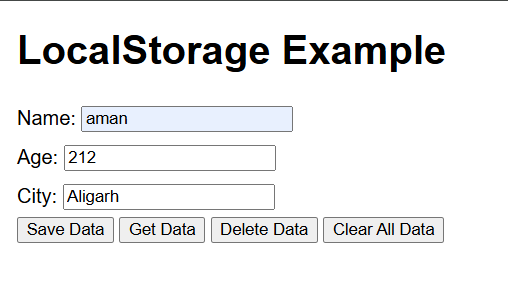 LocalStorage Example
Name: aman
Age: 212
City: Aligarh
Save Data Get Data Delete Data Clear All Data